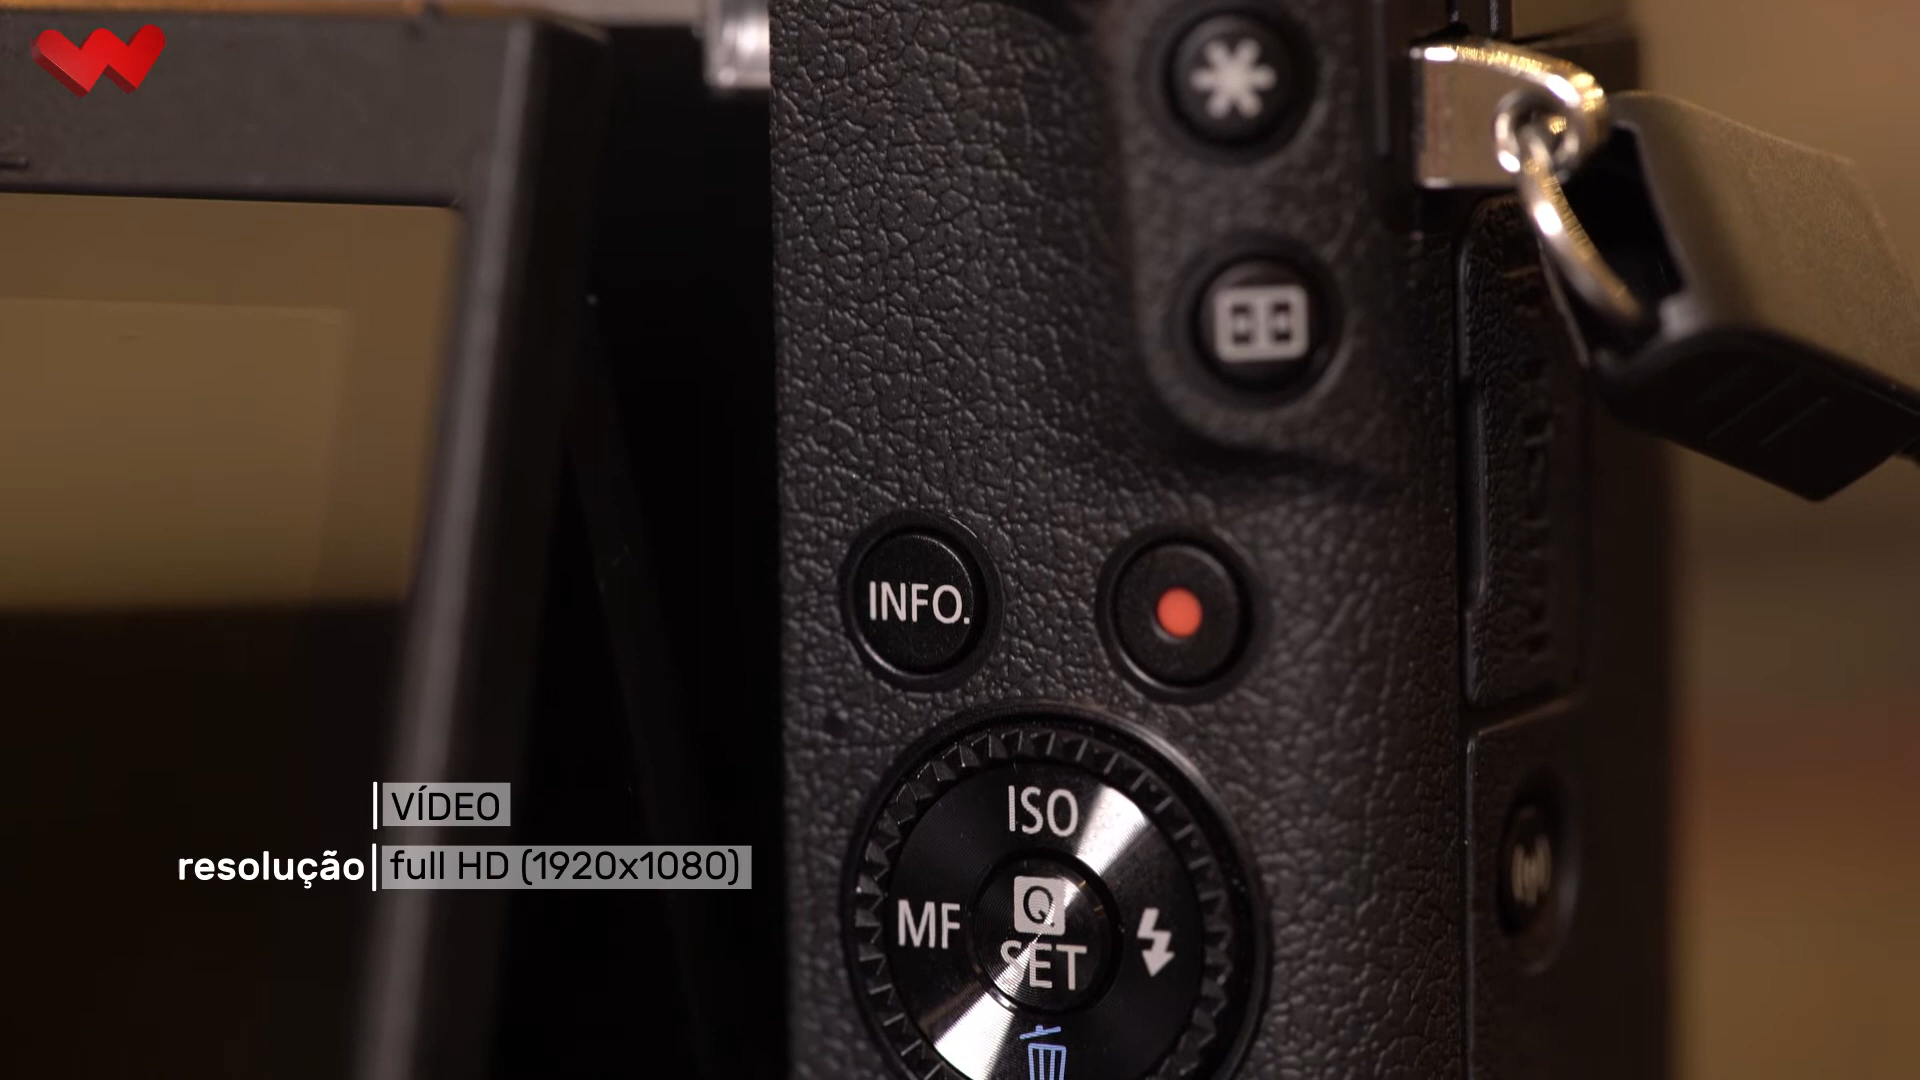 INFO.
ISO
MF
Q
SET
VÍDEO
resolução full HD (1920x1080)